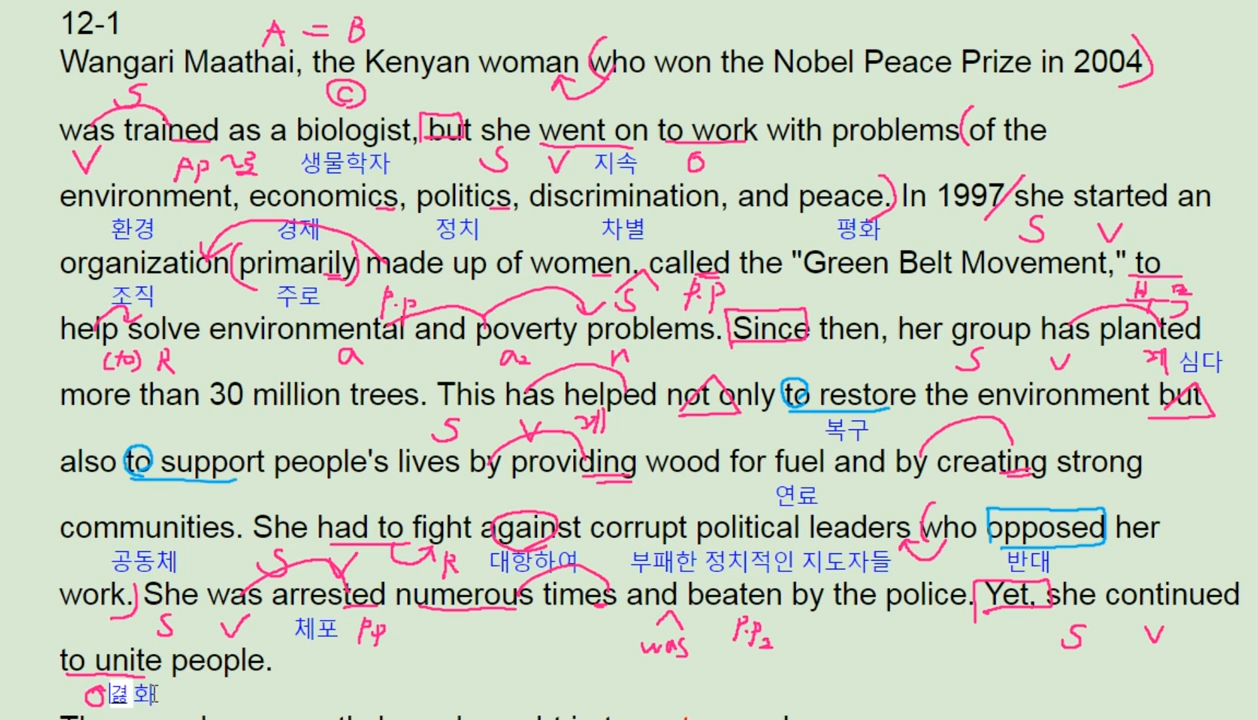 12-1
A = B
Wangari Maathai, the Kenyan woman who won the Nobel Peace Prize in 2004
S C
was trained as a biologist, but she went on to work with problems of the
V 로 생물학자 S V 지속 O
environment, economics, politics, discrimination, and peace. In 1997 she started an
환경 경제 정치 차별 평화 S V
organization primarily made up of women, called the "Green Belt Movement," to
조직 주로 P.P S P.P
help solve environmental and poverty problems. Since then, her group has planted
(to) R a a2 n S V 계 심다
more than 30 million trees. This has helped not only to restore the environment but
S V 계 복구
also to support people's lives by providing wood for fuel and by creating strong
연료
communities. She had to fight against corrupt political leaders who opposed her
공동체 S V R 대항하여 부패한 정치적인 지도자들 반대
work. She was arrested numerous times and beaten by the police. Yet, she continued
S V 체포 P.P was P.P2 S V
to unite people.
O 화